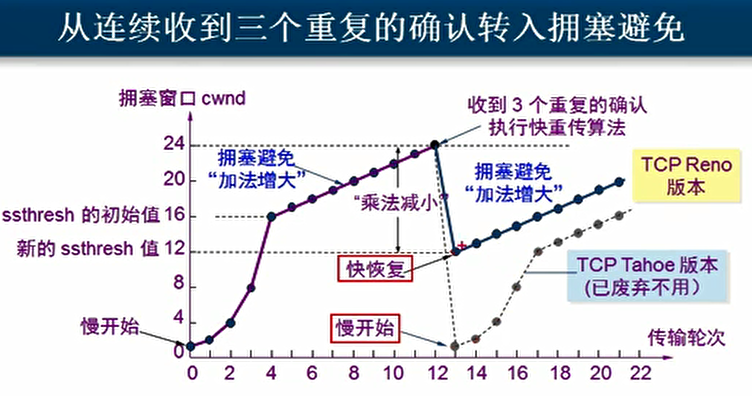 从连续收到三个重复的确认转入拥塞避免
拥塞窗口 cwnd
收到 3 个重复的确认
执行快重传算法
24
拥塞避免
“加法增大”
拥塞避免
“加法增大”
TCP Reno
版本
20
“乘法减小”
ssthresh 的初始值 16
新的 ssthresh 值 12
快恢复
TCP Tahoe 版本
(已废弃不用)
8
慢开始
4
慢开始
传输轮次
0
0 2 4 6 8 10 12 14 16 18 20 22